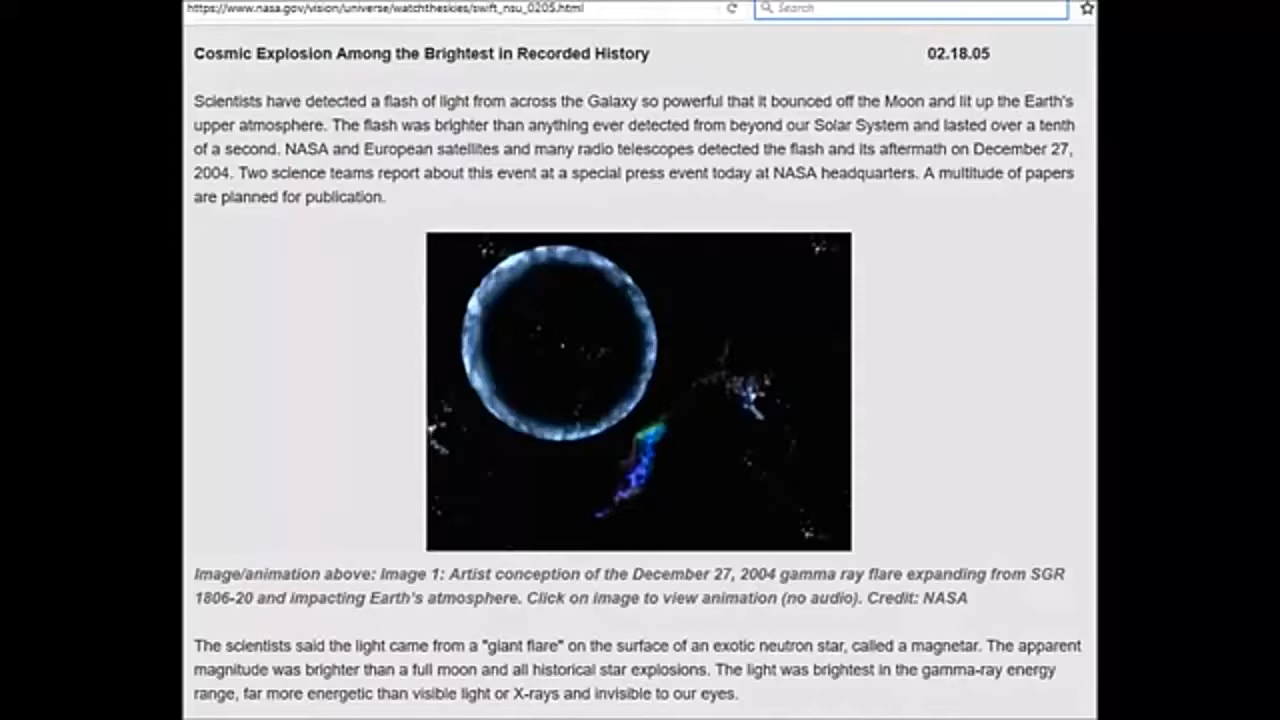 https://www.nasa.gov/vision/universe/watchtheskies/swift_nsu_0205.html
Search
Cosmic Explosion Among the Brightest in Recorded History 02.18.05
Scientists have detected a flash of light from across the Galaxy so powerful that it bounced off the Moon and lit up the Earth's
upper atmosphere. The flash was brighter than anything ever detected from beyond our Solar System and lasted over a tenth
of a second. NASA and European satellites and many radio telescopes detected the flash and its aftermath on December 27,
2004. Two science teams report about this event at a special press event today at NASA headquarters. A multitude of papers
are planned for publication.
Image/animation above: Image 1: Artist conception of the December 27, 2004 gamma ray flare expanding from SGR
1806-20 and impacting Earth's atmosphere. Click on image to view animation (no audio). Credit: NASA
The scientists said the light came from a "giant flare" on the surface of an exotic neutron star, called a magnetar. The apparent
magnitude was brighter than a full moon and all historical star explosions. The light was brightest in the gamma-ray energy
range, far more energetic than visible light or X-rays and invisible to our eyes.